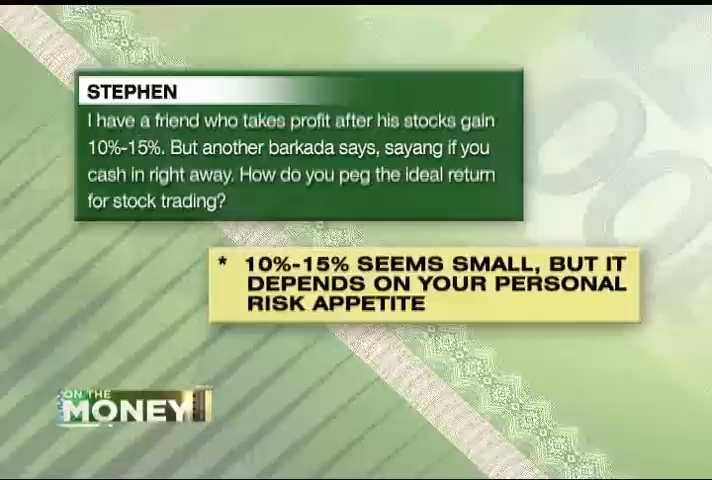 STEPHEN
I have a friend who takes profit after his stocks gain
10%-15%. But another barkada says, sayang if you
cash in right away. How do you peg the ideal return
for stock trading?
* 10%-15% SEEMS SMALL, BUT IT
DEPENDS ON YOUR PERSONAL
RISK APPETITE
ON THE
MONEY